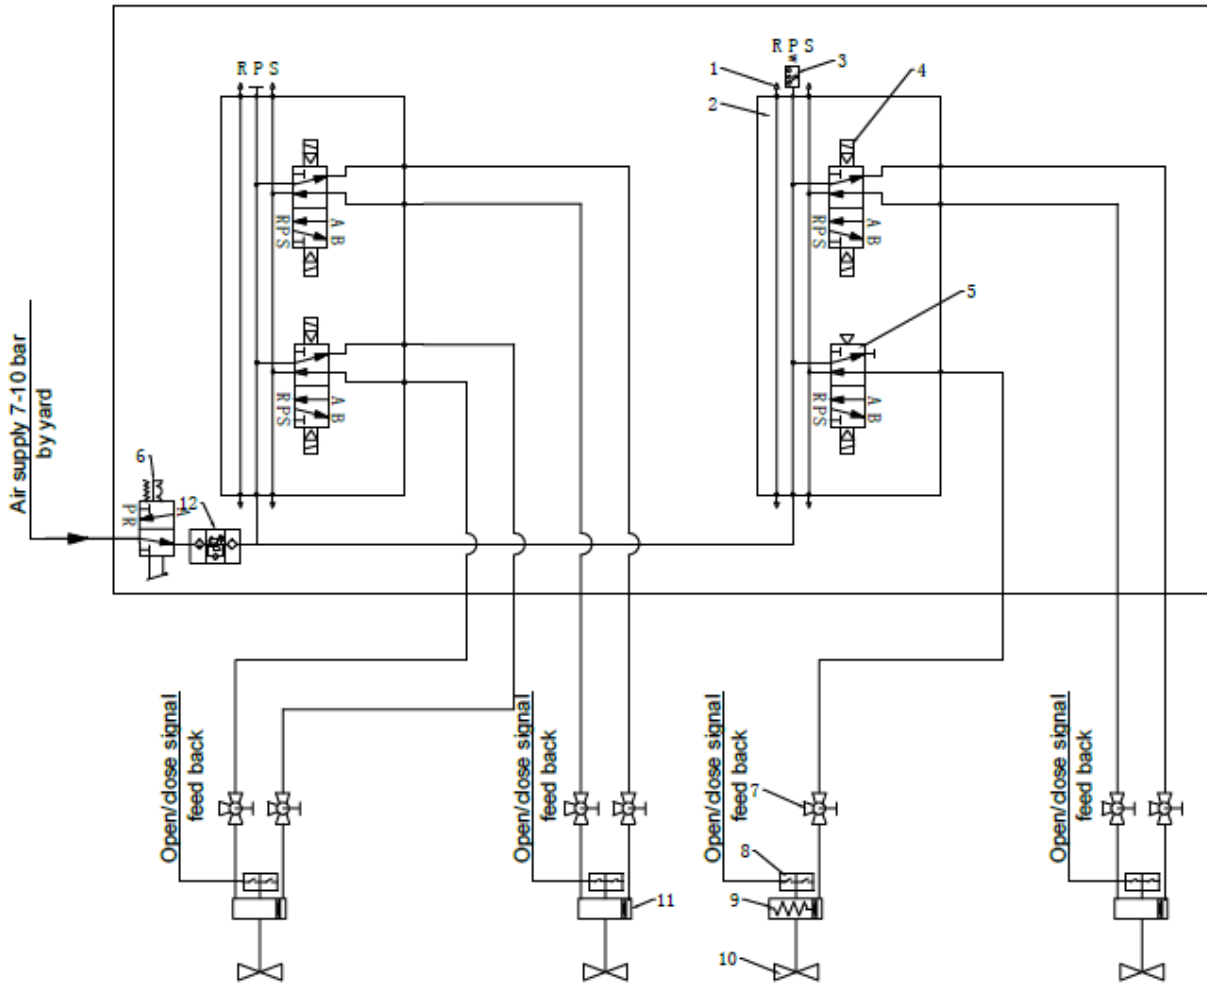 R P S
R P S
1
3
2
4
R P S
A B
R P S
A B
5
R P S
A B
R P S
A B
Air supply 7-10 bar
by yard
6
P R
A
12
Open/close signal
feed back
Open/close signal
feed back
Open/close signal
feed back
Open/close signal
feed back
7
8
9
11
10